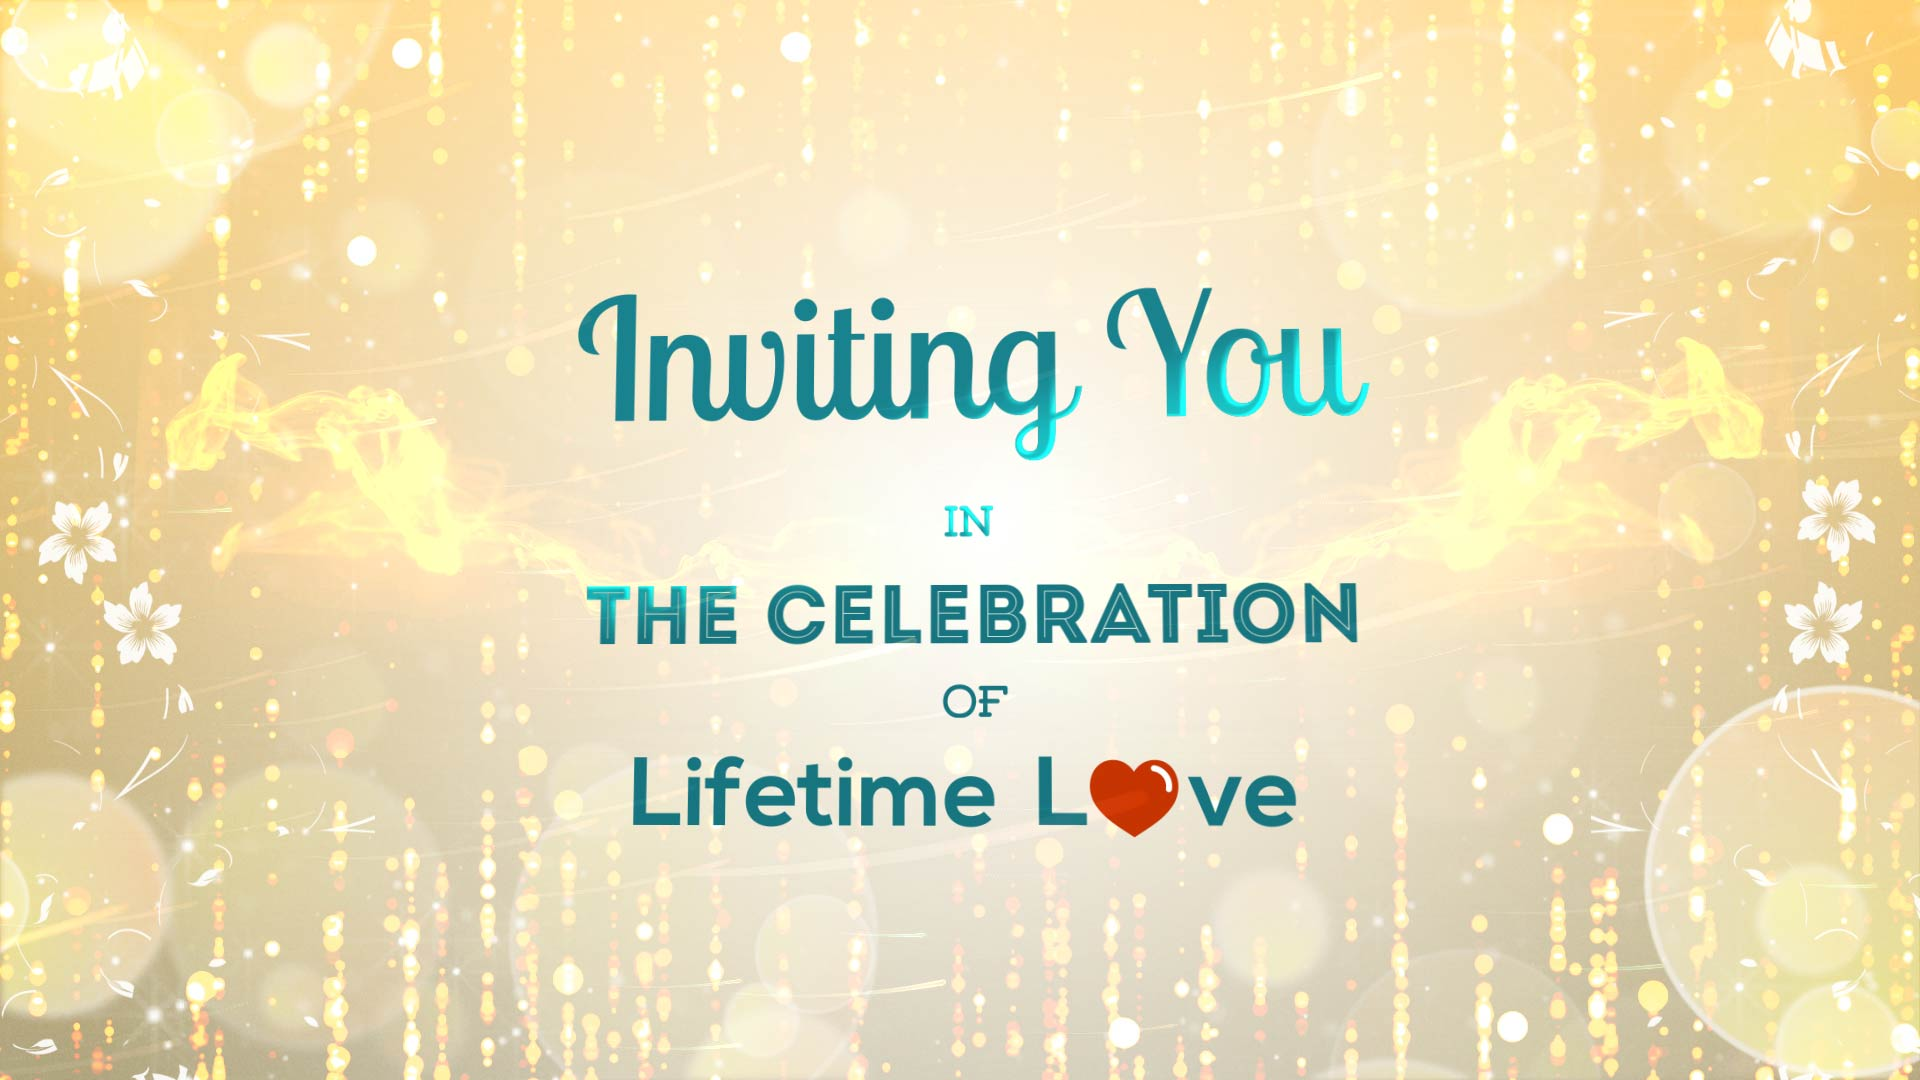 Inviting You
IN
THE CELEBRATION
OF
Lifetime L❤ve